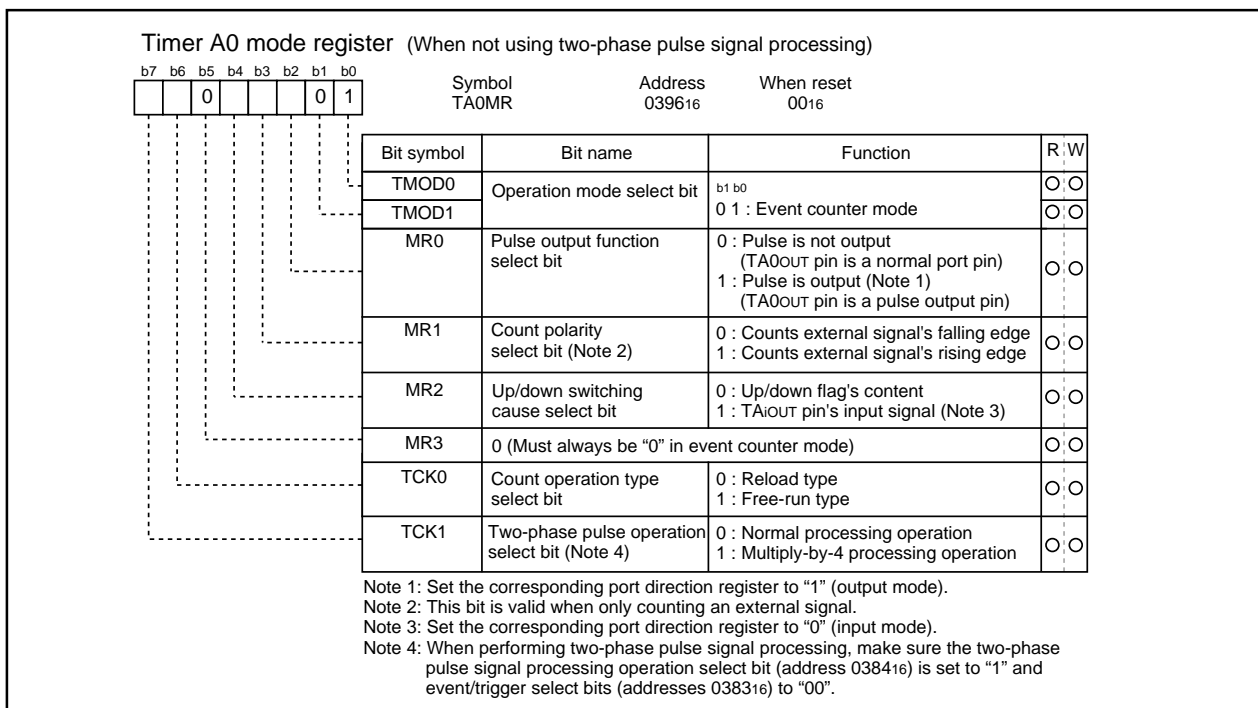 Timer A0 mode register (When not using two-phase pulse signal processing)
b7 b6 b5 b4 b3 b2 b1 b0
0 0 1
Symbol Address When reset
TA0MR 039616 0016
Bit symbol Bit name Function R W
TMOD0 Operation mode select bit b1 b0
TMOD1 0 1 : Event counter mode
MR0 Pulse output function 0 : Pulse is not output
select bit (TA0OUT pin is a normal port pin)
1 : Pulse is output (Note 1)
(TA0OUT pin is a pulse output pin)
MR1 Count polarity 0 : Counts external signal's falling edge
select bit (Note 2) 1 : Counts external signal's rising edge
MR2 Up/down switching 0 : Up/down flag's content
cause select bit 1 : TAiOUT pin's input signal (Note 3)
MR3 0 (Must always be “0” in event counter mode)
TCK0 Count operation type 0 : Reload type
select bit 1 : Free-run type
TCK1 Two-phase pulse operation 0 : Normal processing operation
select bit (Note 4) 1 : Multiply-by-4 processing operation
Note 1: Set the corresponding port direction register to “1” (output mode).
Note 2: This bit is valid when only counting an external signal.
Note 3: Set the corresponding port direction register to “0” (input mode).
Note 4: When performing two-phase pulse signal processing, make sure the two-phase
pulse signal processing operation select bit (address 038416) is set to “1” and
event/trigger select bits (addresses 038316) to “00”.